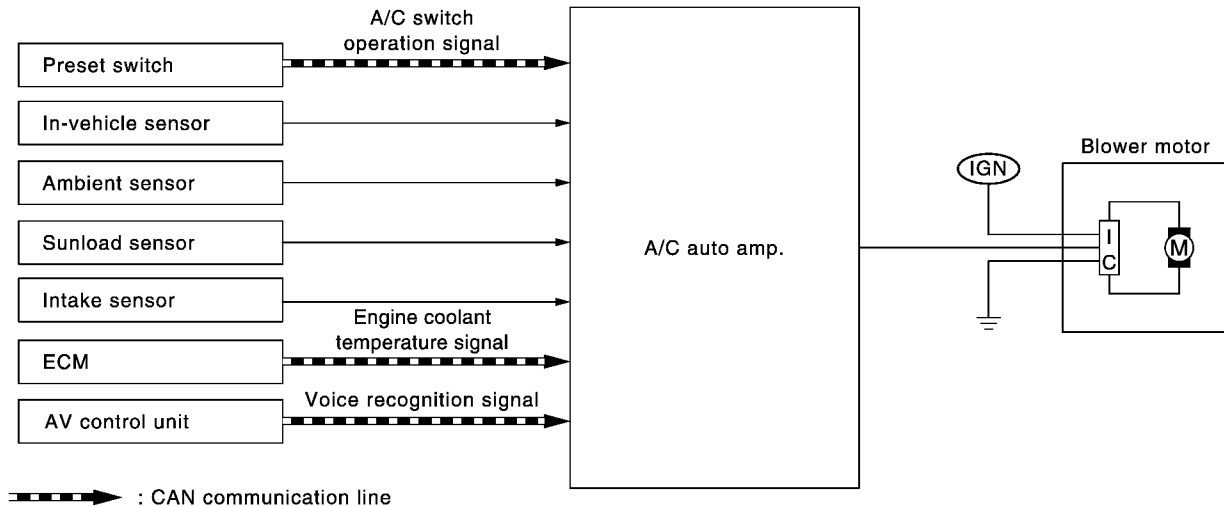 A/C switch
operation signal
Preset switch
In-vehicle sensor
Ambient sensor
Sunload sensor
Intake sensor
Engine coolant
temperature signal
ECM
Voice recognition signal
AV control unit
A/C auto amp.
IGN
Blower motor
I
C
M
: CAN communication line